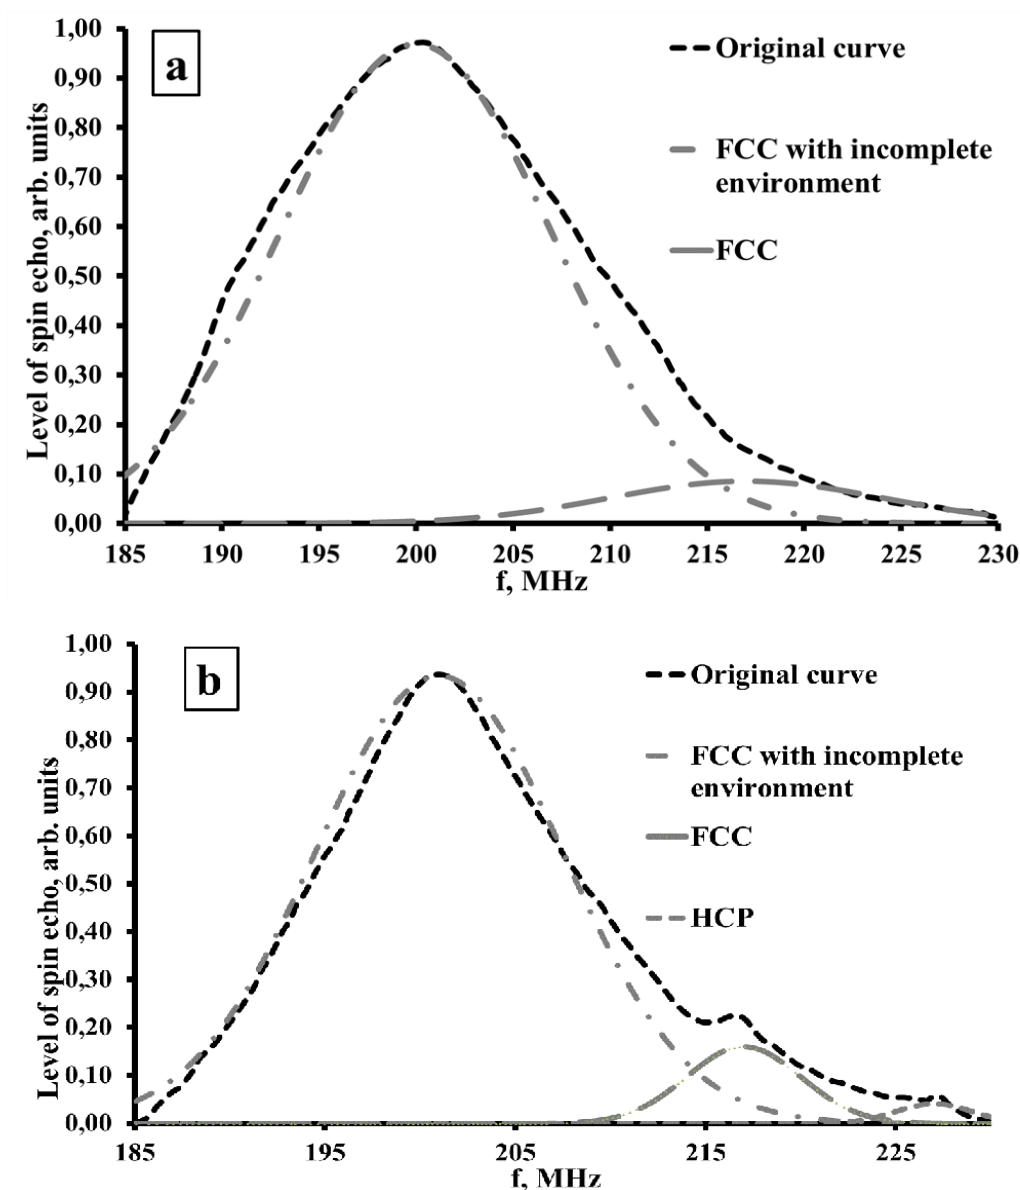 a
Level of spin echo, arb. units
1,00
0,90
0,80
0,70
0,60
0,50
0,40
0,30
0,20
0,10
0,00
Original curve
FCC with incomplete
environment
FCC
185 190 195 200 205 210 215 220 225 230
f, MHz
b
Level of spin echo, arb. units
1,00
0,90
0,80
0,70
0,60
0,50
0,40
0,30
0,20
0,10
0,00
Original curve
FCC with incomplete
environment
FCC
HCP
185 195 205 215 225
f, MHz